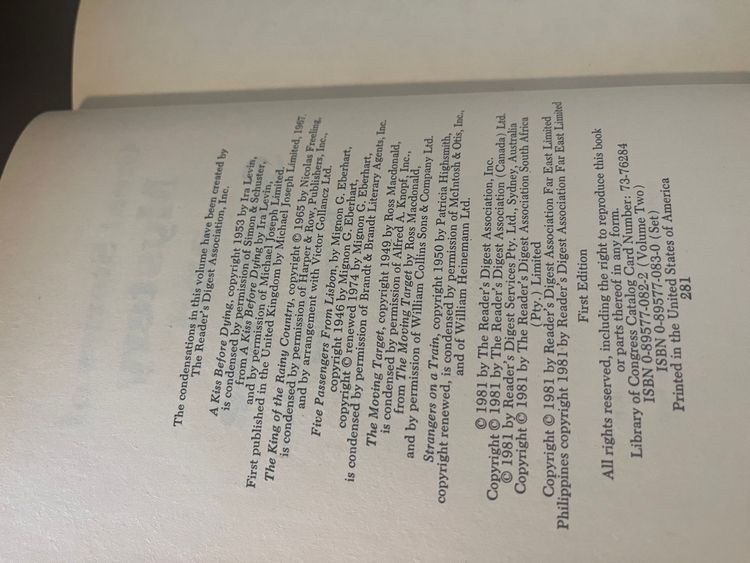 The condensations in this volume have been created by
The Reader's Digest Association, Inc.
A Kiss Before Dying, copyright 1953 by Ira Levin,
is condensed by permission of Simon & Schuster,
from A Kiss Before Dying by Ira Levin,
and by permission of Michael Joseph Limited.
First published in the United Kingdom by Michael Joseph Limited, 1967.
The King of the Rainy Country, copyright © 1965 by Nicolas Freeling,
is condensed by permission of Harper & Row, Publishers, Inc.,
and by arrangement with Victor Gollancz Ltd.
Five Passengers From Lisbon, by Mignon G. Eberhart,
copyright 1946 by Mignon G. Eberhart,
copyright © renewed 1974 by Mignon G. Eberhart,
is condensed by permission of Brandt & Brandt Literary Agents, Inc.
The Moving Target, copyright 1949 by Ross Macdonald,
is condensed by permission of Alfred A. Knopf, Inc.,
from The Moving Target by Ross Macdonald,
and by permission of William Collins Sons & Company Ltd.
Strangers on a Train, copyright 1950 by Patricia Highsmith,
copyright renewed, is condensed by permission of McIntosh & Otis, Inc.,
and of William Heinemann Ltd.
© 1981 by The Reader's Digest Association, Inc.
Copyright © 1981 by The Reader's Digest Association (Canada) Ltd.
© 1981 by Reader's Digest Services Pty. Ltd., Sydney, Australia
Copyright © 1981 by The Reader's Digest Association South Africa
(Pty.) Limited
Copyright © 1981 by Reader's Digest Association Far East Limited
Philippines copyright 1981 by Reader's Digest Association Far East Limited
First Edition
All rights reserved, including the right to reproduce this book
or parts thereof in any form.
Library of Congress Catalog Card Number: 73-76284
ISBN 0-89577-082-2 (Volume Two)
ISBN 0-89577-083-0 (Set)
Printed in the United States of America
281